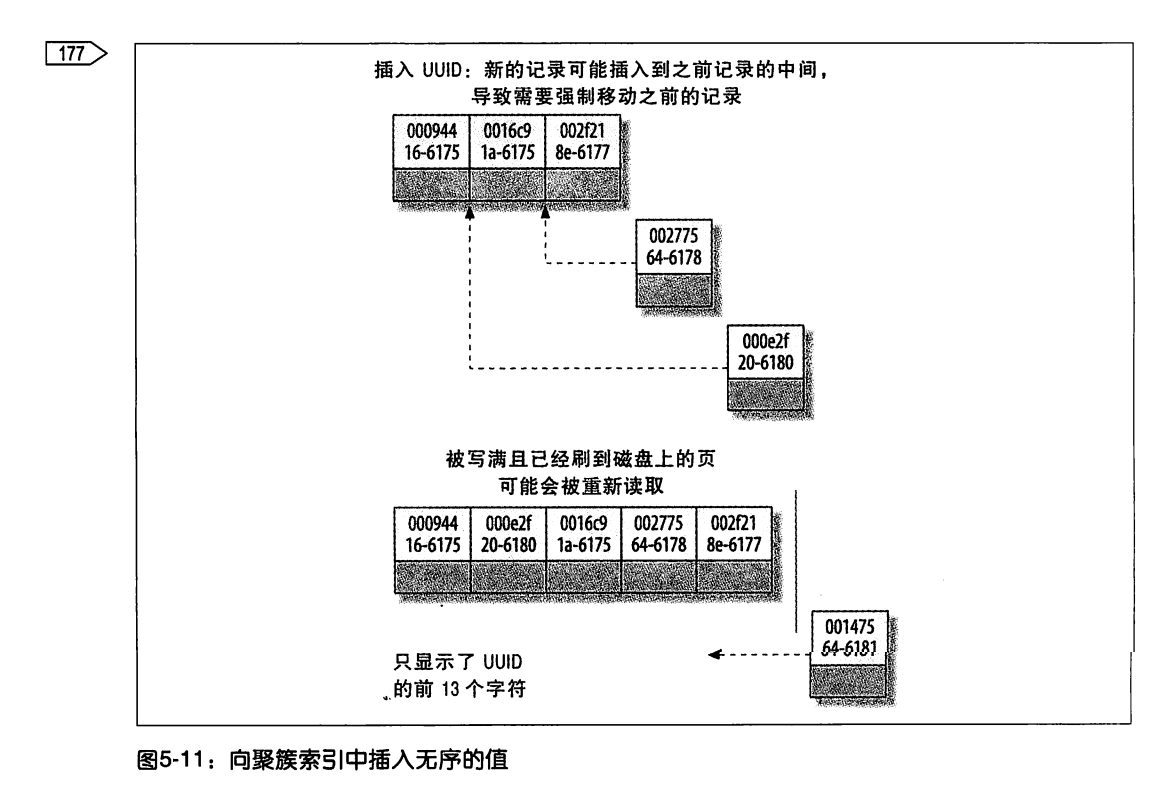 177
插入 UUID：新的记录可能插入到之前记录的中间，
导致需要强制移动之前的记录
000944 0016c9 002f21
16-6175 1a-6175 8e-6177
002775
64-6178
000e2f
20-6180
被写满且已经刷到磁盘上的页
可能会被重新读取
000944 000e2f 0016c9 002775 002f21
16-6175 20-6180 1a-6175 64-6178 8e-6177
001475
64-6181
只显示了 UUID
的前 13 个字符
图5-11：向聚簇索引中插入无序的值